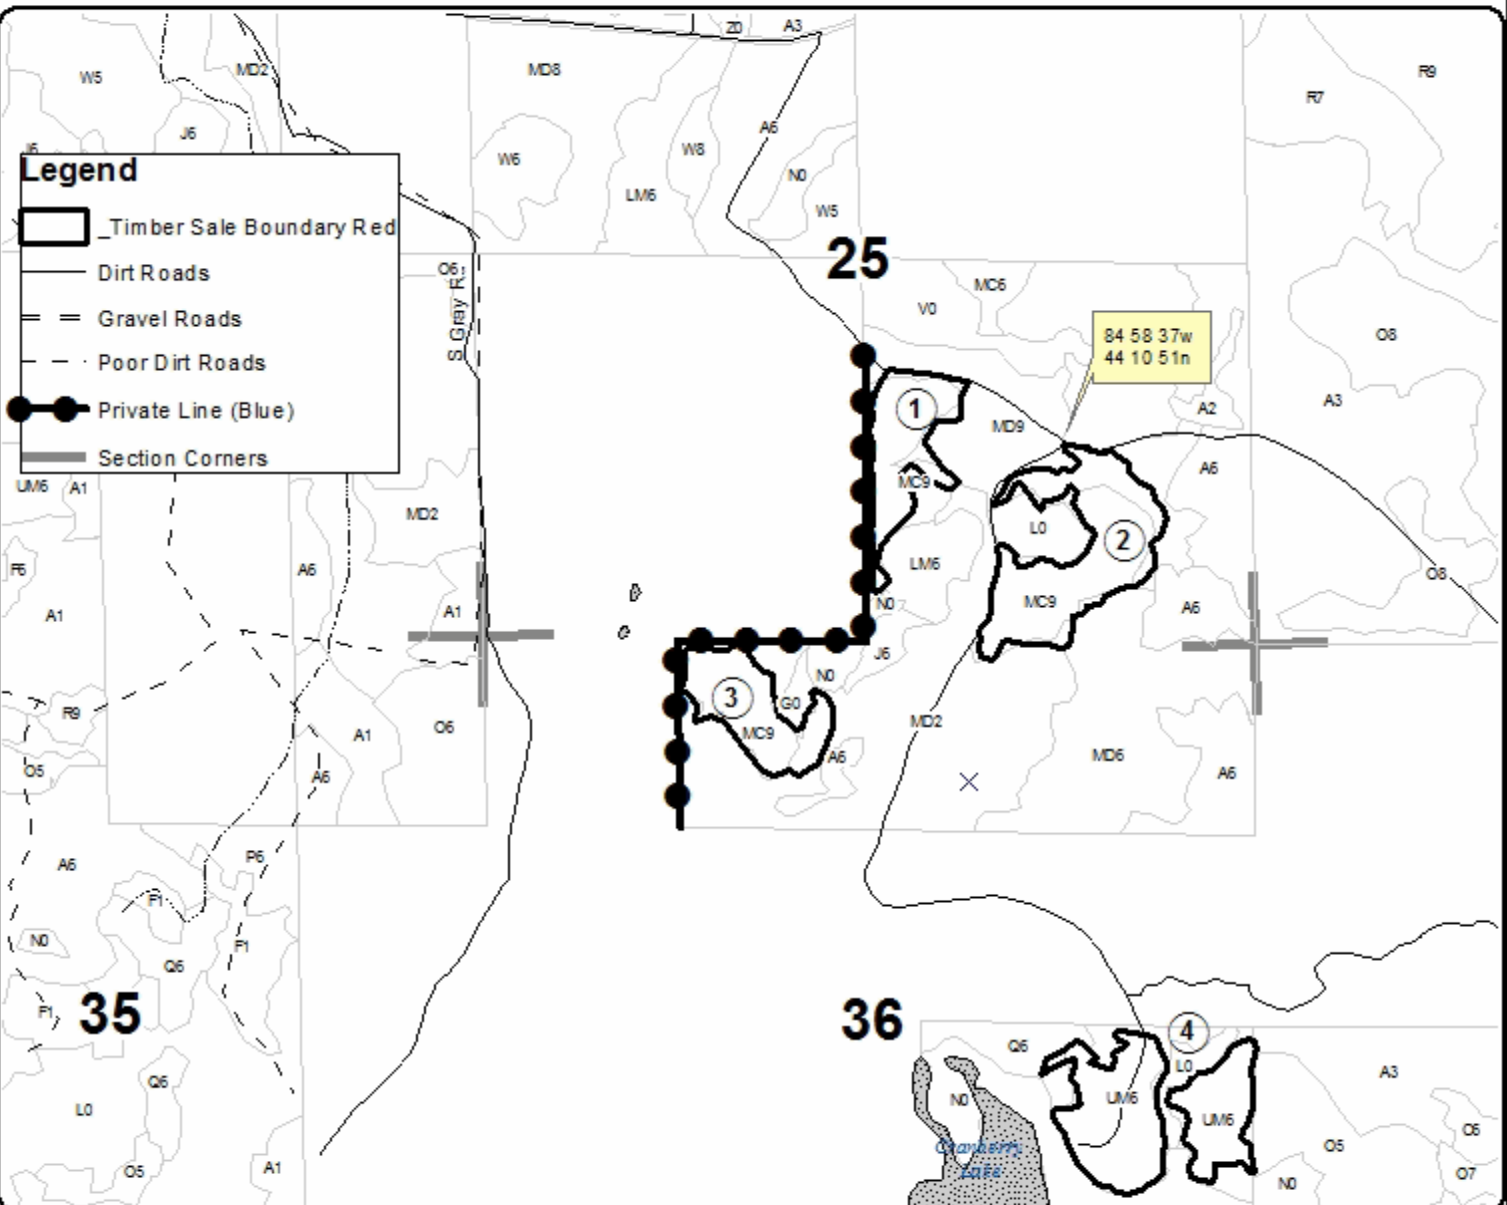 Z0
A3
W5
MD2
MD8
R9
R7
J6
A6
W8
W6
N0
LM6
W5
J6
Legend
_Timber Sale Boundary Red
Dirt Roads
Gravel Roads
Poor Dirt Roads
Private Line (Blue)
Section Corners
25
O6
S Gray R
MC6
V0
84 58 37w
44 10 51n
O8
A3
A2
1
MD9
A6
MC9
UM6
A1
MD2
L0
2
LM6
F6
A6
O8
A1
A1
N0
MC9
A6
J6
N0
3
G0
MC9
R9
A1
O6
MD2
A6
MD6
A6
O5
A6
A6
P6
F1
N0
F1
Q6
F1
35
36
4
Q6
L0
A3
Q6
N0
UM6
UM6
L0
O6
Cranberry
Lake
O5
O5
A1
O7
N0